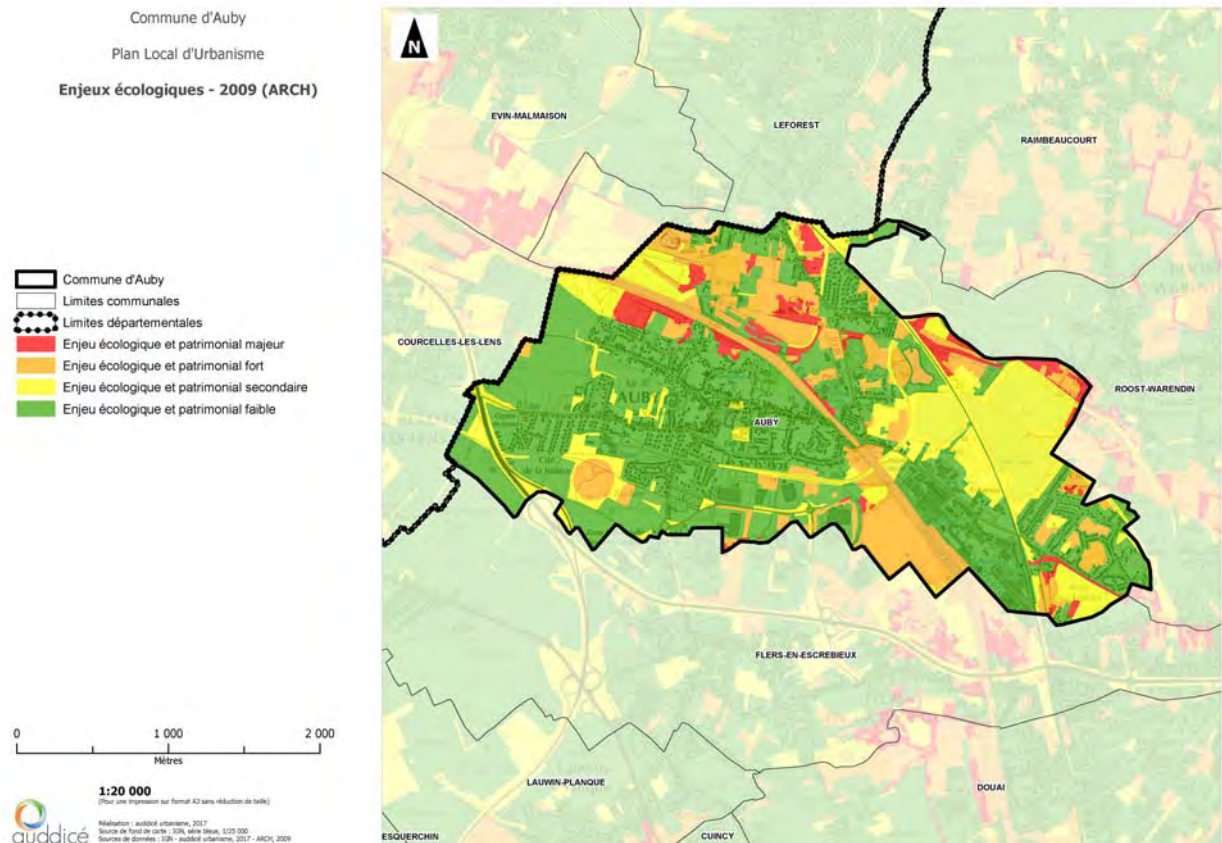 Commune d'Auby
Plan Local d'Urbanisme
Enjeux écologiques - 2009 (ARCH)
Commune d'Auby
Limites communales
Limites départementales
Enjeu écologique et patrimonial majeur
Enjeu écologique et patrimonial fort
Enjeu écologique et patrimonial secondaire
Enjeu écologique et patrimonial faible
0 1 000 2 000
Mètres
1:20 000
(Pour une impression sur format A3 sans réduction de taille)
Réalisation : auddicé urbanisme, 2017
Source de fond de carte : IGN, série bleue, 1/25 000
Sources de données : IGN - auddicé urbanisme, 2017 - ARCH, 2009
auddicé
N
EVIN-MALMAISON
LEFOREST
RAIMBEAUCOURT
COURCELLES-LES-LENS
ROOST-WARENDIN
AUBY
AUBY
FLERS-EN-ESCREBIEUX
LAUWIN-PLANQUE
DOUAI
ESQUERCHIN
CUINCY